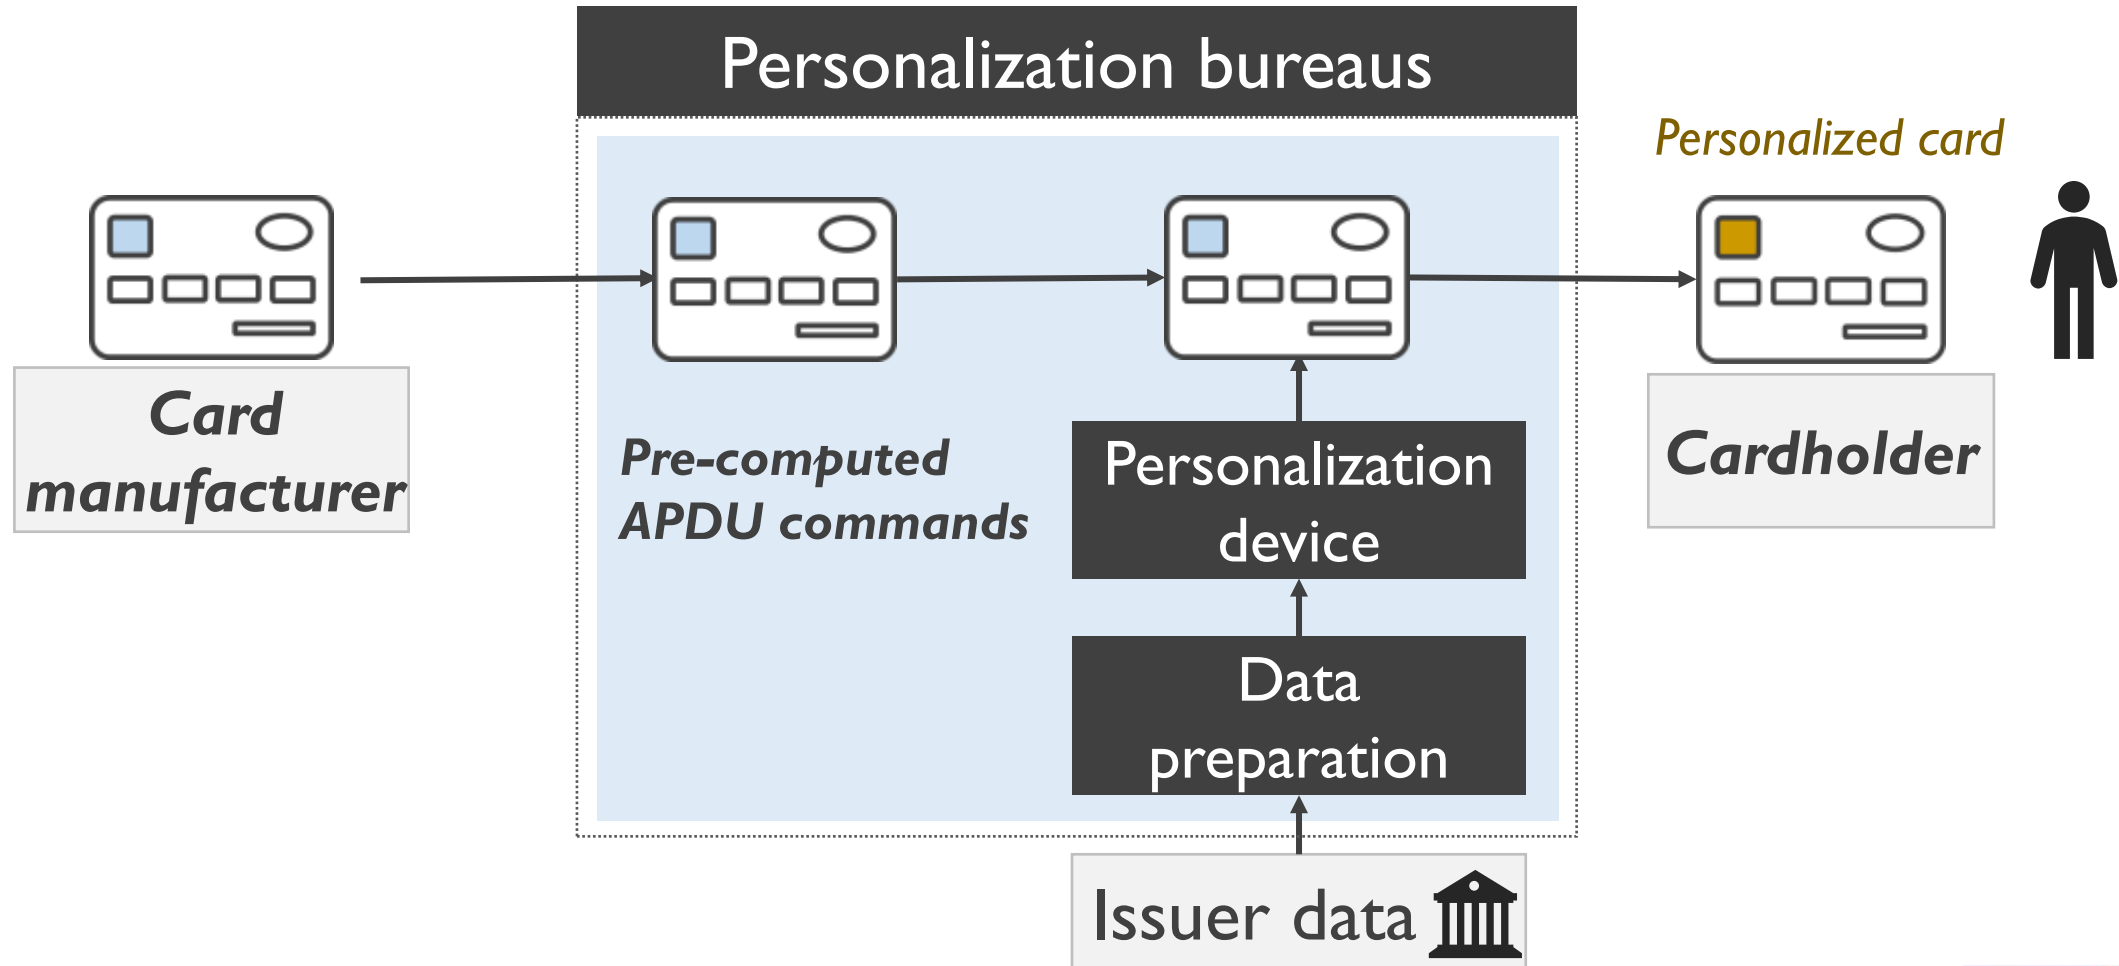 Personalization bureaus
Personalized card
Card
manufacturer
Pre-computed
APDU commands
Personalization
device
Cardholder
Data
preparation
Issuer data